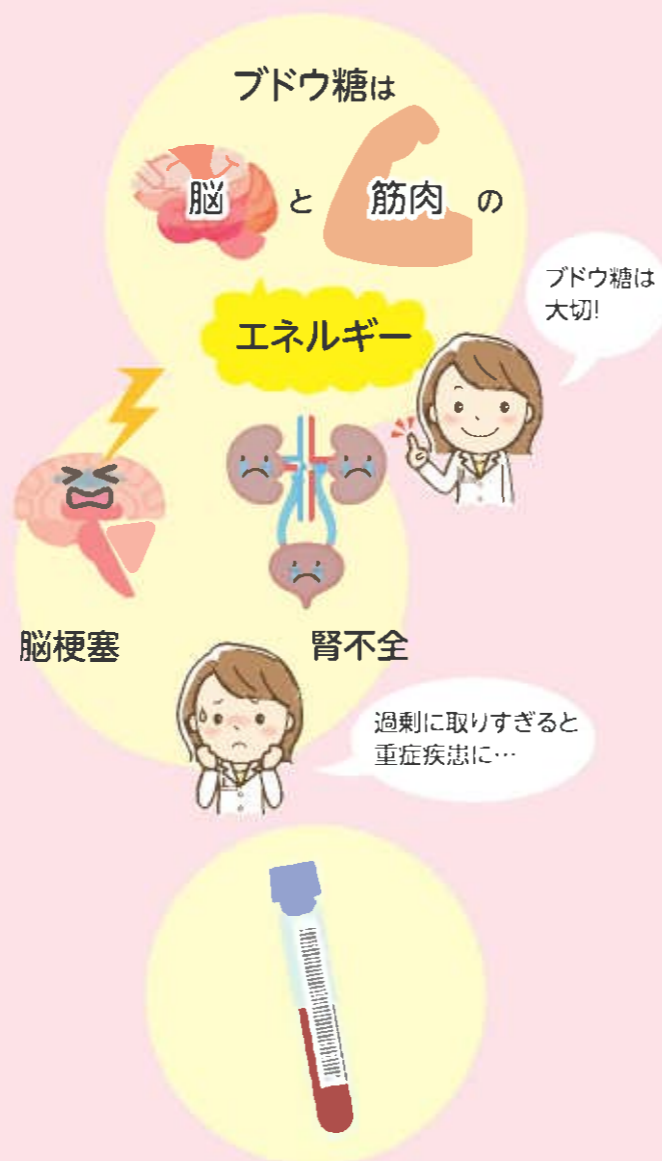 ブドウ糖は
脳 と 筋肉 の
エネルギー
ブドウ糖は
大切!
脳梗塞
腎不全
過剰に取りすぎると
重症疾患に…